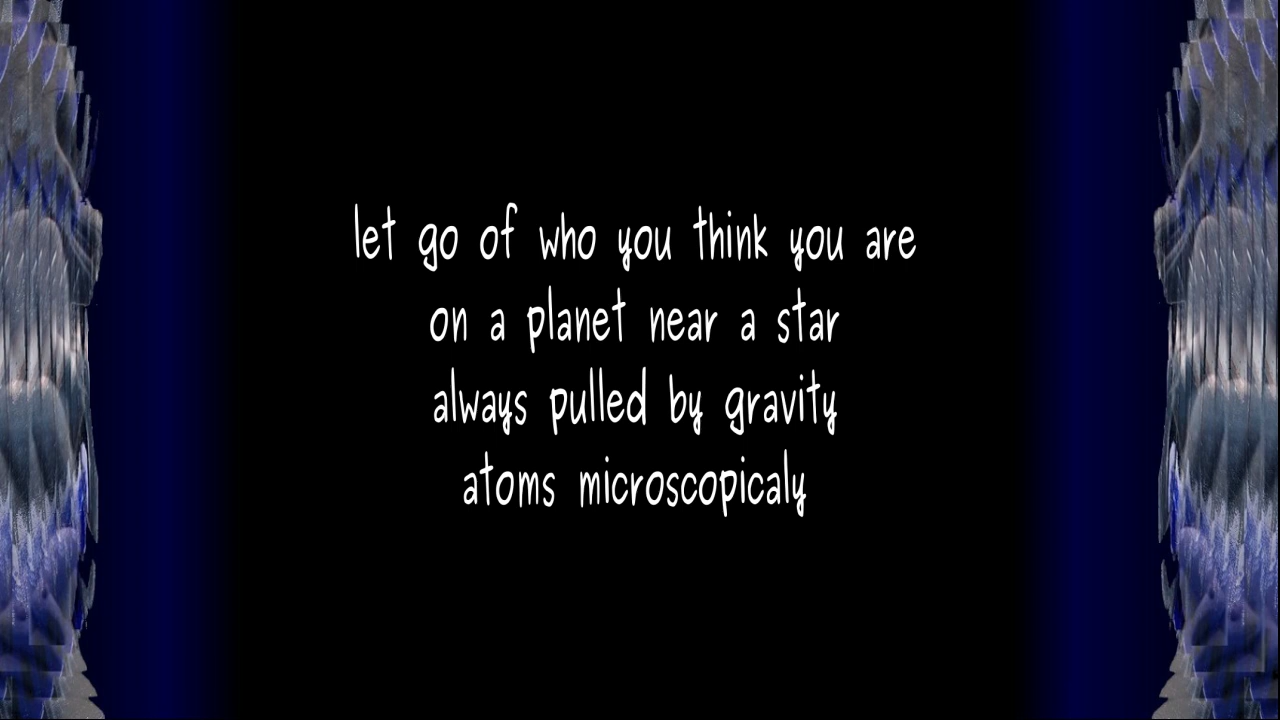 let go of who you think you are
on a planet near a star
always pulled by gravity
atoms microscopicaly